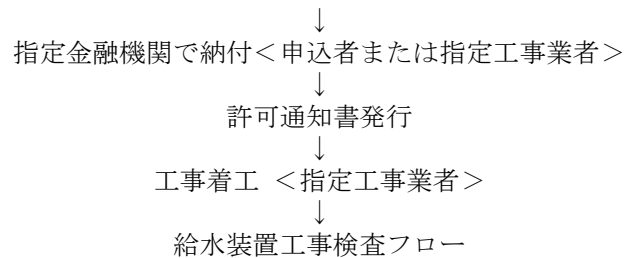 ↓
指定金融機関で納付＜申込者または指定工事業者＞
↓
許可通知書発行
↓
工事着工 ＜指定工事業者＞
↓
給水装置工事検査フロー